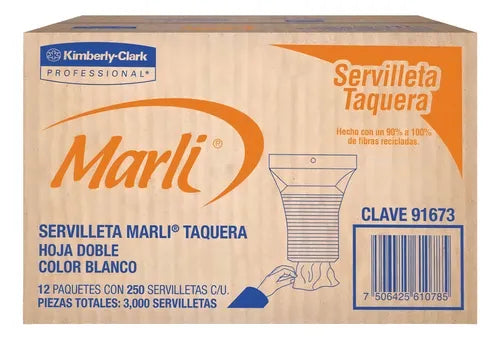 Kimberly-Clark
PROFESSIONAL*
Servilleta
Taquera
Hecho con un 90% a 100%
de fibras recicladas.
Marli®
SERVILLETA MARLI® TAQUERA
HOJA DOBLE
COLOR BLANCO
12 PAQUETES CON 250 SERVILLETAS C/U.
PIEZAS TOTALES: 3,000 SERVILLETAS
CLAVE 91673
7 506425 610785